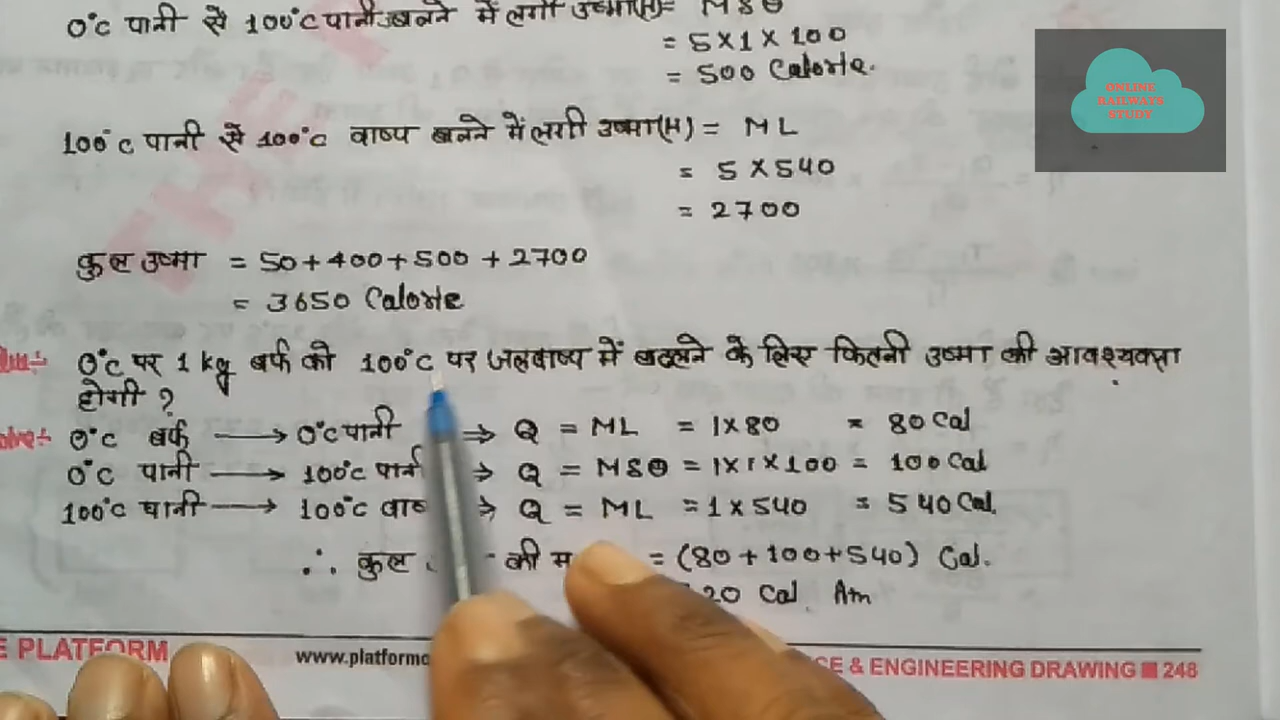 0°c पानी से 100°c पानी बनने में लगी उष्मा(H)= MSθ
= 5×1×100
= 500 Calorie.
ONLINE
RAILWAYS
STUDY
100°c पानी से 100°c वाष्प बनने में लगी उष्मा(H) = ML
= 5 × 540
= 2700
कुल उष्मा = 50+400+500 + 2700
= 3650 Calorie
0°c पर 1 kg बर्फ को 100°c पर जलवाष्प में बदलने के लिए कितनी उष्मा की आवश्यकता
होगी ?
0°c बर्फ ⟶ 0°c पानी ⇒ Q = ML = 1×80 = 80 Cal
0°c पानी ⟶ 100°c पानी ⇒ Q = MSθ = 1×1×100 = 100 Cal
100°c पानी ⟶ 100°c वाष्प ⇒ Q = ML = 1×540 = 540 Cal.
∴ कुल की = (80+100+540) Cal.
20 Cal. Am
PLATFORM
www.platform
& ENGINEERING DRAWING ■ 248